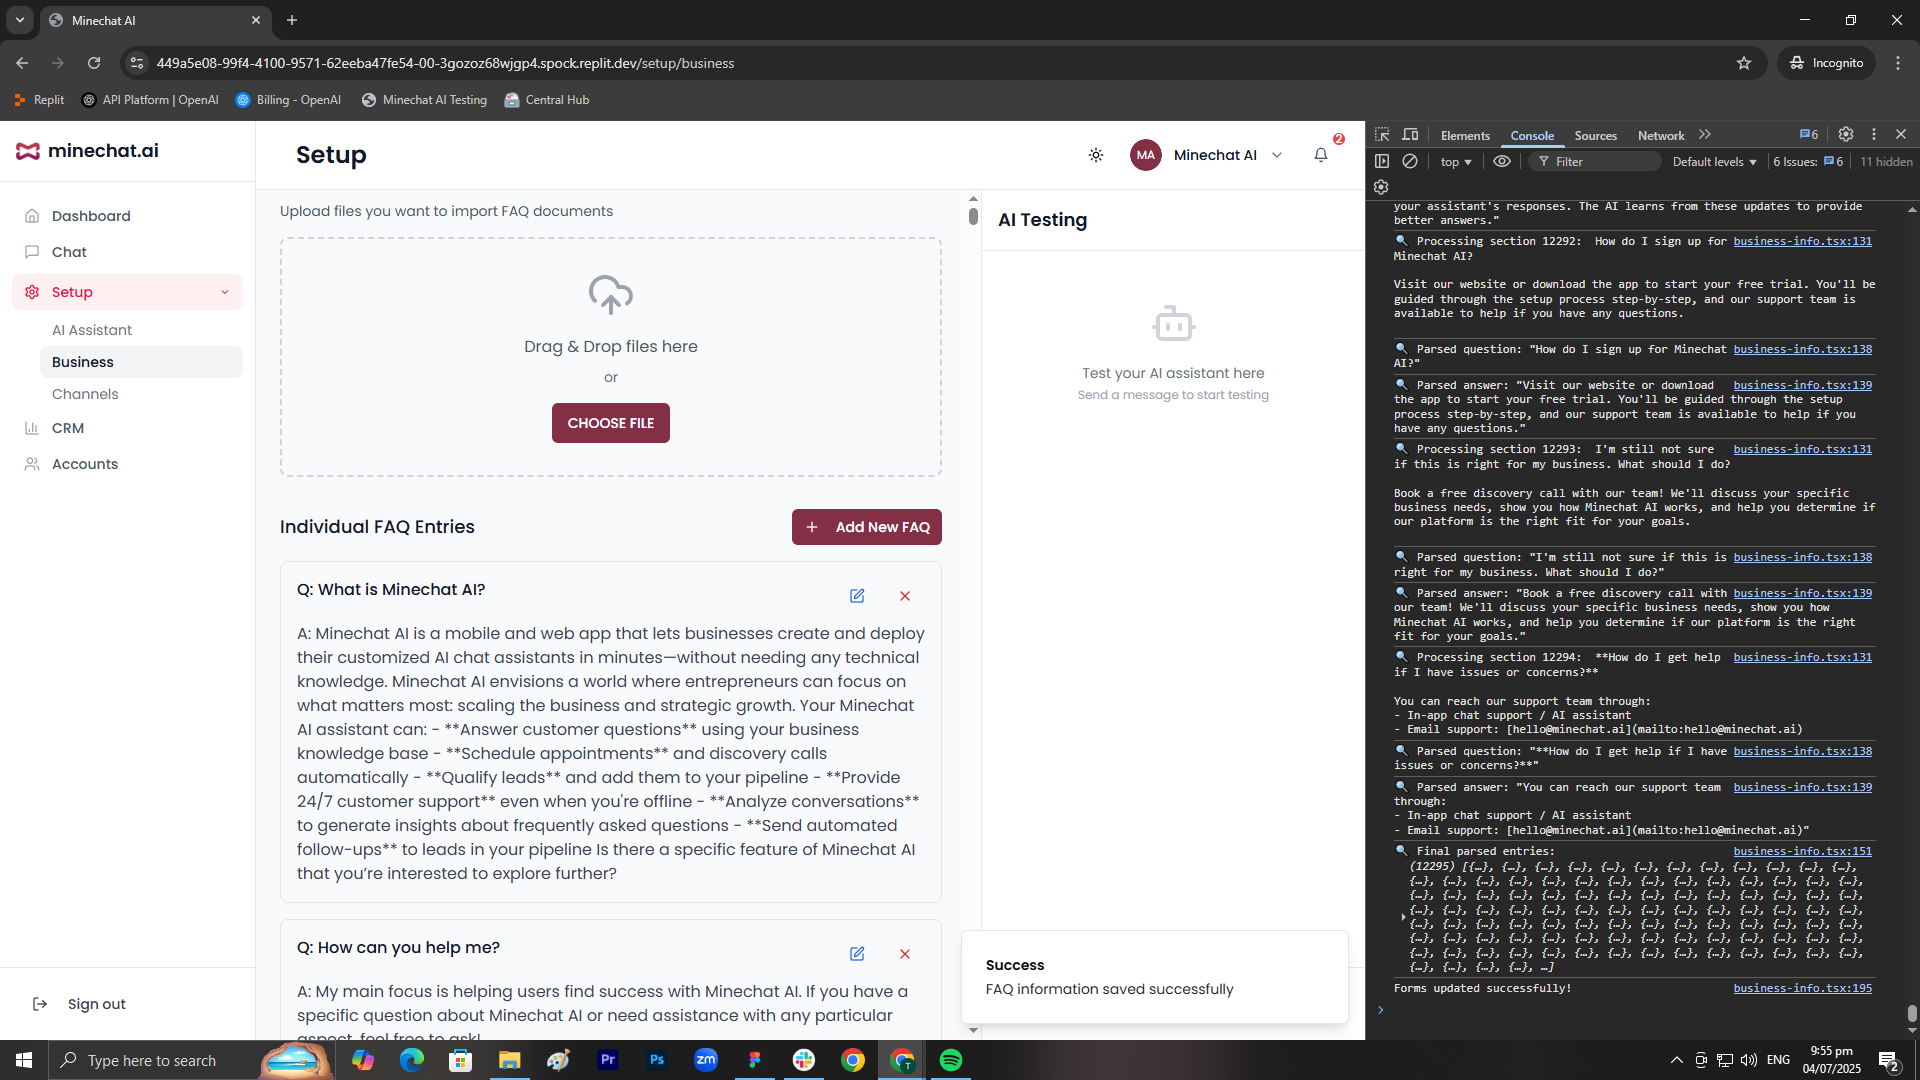 Minechat AI
449a5e08-99f4-4100-9571-62eeba47fe54-00-3gozoz68wjgp4.spock.replit.dev/setup/business
Incognito
Replit
API Platform | OpenAI
Billing - OpenAI
Minechat AI Testing
Central Hub
minechat.ai
Dashboard
Chat
Setup
AI Assistant
Business
Channels
CRM
Accounts
Sign out
Setup
MA
Minechat AI
2
Upload files you want to import FAQ documents
Drag & Drop files here
or
CHOOSE FILE
Individual FAQ Entries
+ Add New FAQ
Q: What is Minechat AI?
A: Minechat AI is a mobile and web app that lets businesses create and deploy
their customized AI chat assistants in minutes—without needing any technical
knowledge. Minechat AI envisions a world where entrepreneurs can focus on
what matters most: scaling the business and strategic growth. Your Minechat
AI assistant can: - **Answer customer questions** using your business
knowledge base - **Schedule appointments** and discovery calls
automatically - **Qualify leads** and add them to your pipeline - **Provide
24/7 customer support** even when you're offline - **Analyze conversations**
to generate insights about frequently asked questions - **Send automated
follow-ups** to leads in your pipeline Is there a specific feature of Minechat AI
that you’re interested to explore further?
Q: How can you help me?
A: My main focus is helping users find success with Minechat AI. If you have a
specific question about Minechat AI or need assistance with any particular
aspect, feel free to ask!
AI Testing
Test your AI assistant here
Send a message to start testing
Success
FAQ information saved successfully
Elements
Console
Sources
Network
6
top
Filter
Default levels
6 Issues: 6
11 hidden
your assistant's responses. The AI learns from these updates to provide
better answers."
Processing section 12292: How do I sign up for business-info.tsx:131
Minechat AI?
Visit our website or download the app to start your free trial. You'll be
guided through the setup process step-by-step, and our support team is
available to help if you have any questions.
Parsed question: "How do I sign up for Minechat business-info.tsx:138
AI?"
Parsed answer: "Visit our website or download business-info.tsx:139
the app to start your free trial. You'll be guided through the setup
process step-by-step, and our support team is available to help if you
have any questions."
Processing section 12293: I'm still not sure business-info.tsx:131
if this is right for my business. What should I do?
Book a free discovery call with our team! We'll discuss your specific
business needs, show you how Minechat AI works, and help you determine if
our platform is the right fit for your goals.
Parsed question: "I'm still not sure if this is business-info.tsx:138
right for my business. What should I do?"
Parsed answer: "Book a free discovery call with business-info.tsx:139
our team! We'll discuss your specific business needs, show you how
Minechat AI works, and help you determine if our platform is the right
fit for your goals."
Processing section 12294: **How do I get help business-info.tsx:131
if I have issues or concerns?**
You can reach our support team through:
- In-app chat support / AI assistant
- Email support: [hello@minechat.ai](mailto:hello@minechat.ai)
Parsed question: "**How do I get help if I have business-info.tsx:138
issues or concerns?**"
Parsed answer: "You can reach our support team business-info.tsx:139
through:
- In-app chat support / AI assistant
- Email support: [hello@minechat.ai](mailto:hello@minechat.ai)"
Final parsed entries: business-info.tsx:151
(12295) [{…}, {…}, {…}, {…}, {…}, {…}, {…}, {…}, {…}, {…}, {…}, {…},
{…}, {…}, {…}, {…}, {…}, {…}, {…}, {…}, {…}, {…}, {…}, {…}, {…}, {…},
{…}, {…}, {…}, {…}, {…}, {…}, {…}, {…}, {…}, {…}, {…}, {…}, {…}, {…},
{…}, {…}, {…}, {…}, {…}, {…}, {…}, {…}, {…}, {…}, {…}, {…}, {…}, {…},
{…}, {…}, {…}, {…}, {…}, {…}, {…}, {…}, {…}, {…}, {…}, {…}, {…}, {…},
{…}, {…}, {…}, {…}, {…}, {…}, {…}, {…}, {…}, {…}, {…}, {…}, {…}, {…},
{…}, {…}, {…}, {…}, {…}, {…}, {…}, {…}, {…}, {…}, {…}, {…}, {…}, {…},
{…}, {…}, {…}, {…}, …]
Forms updated successfully! business-info.tsx:195
Type here to search
Pr
Ps
zm
T
ENG
9:55 pm
04/07/2025
2